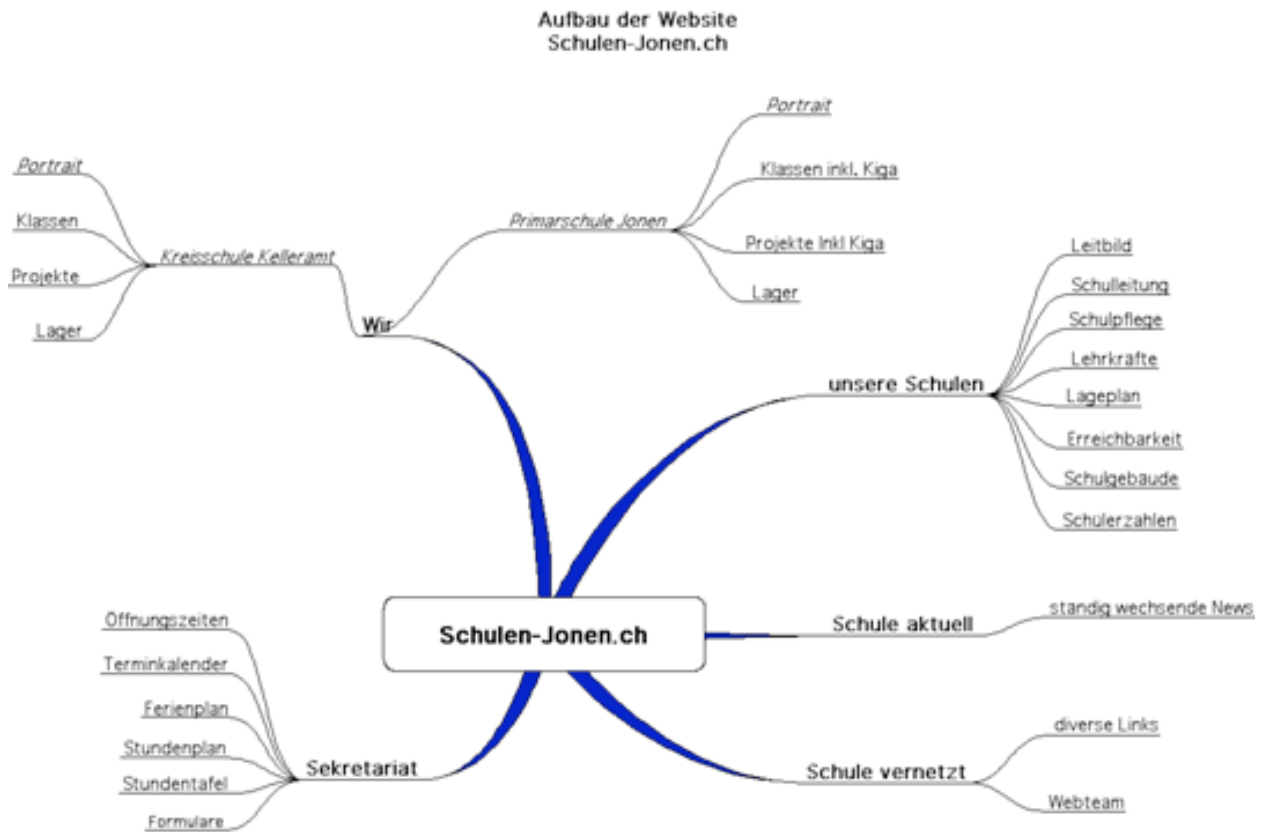 Aufbau der Website
Schulen-Jonen.ch
Portrait
Klassen
Projekte
Lager
Kreisschule Kelleramt
Wir
Primarschule Jonen
Portrait
Klassen inkl. Kiga
Projekte Inkl Kiga
Lager
unsere Schulen
Leitbild
Schulleitung
Schulpflege
Lehrkräfte
Lageplan
Erreichbarkeit
Schulgebäude
Schülerzahlen
Schulen-Jonen.ch
Schule aktuell
ständig wechsende News
Schule vernetzt
diverse Links
Webteam
Sekretariat
Öffnungszeiten
Terminkalender
Ferienplan
Stundenplan
Stundentafel
Formulare